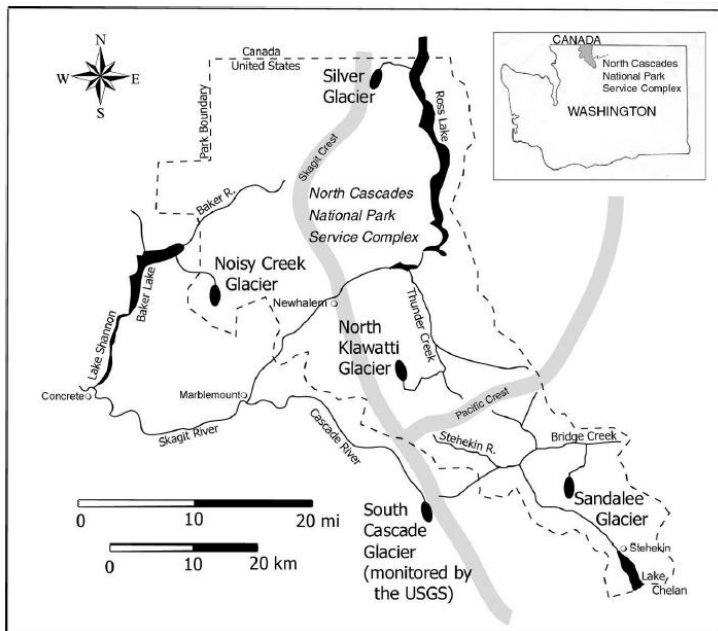 N
W
E
S
Canada
United States
Park Boundary
Silver
Glacier
Ross Lake
Skagit Crest
CANADA
North Cascades
National Park
Service Complex
WASHINGTON
Baker R.
North Cascades
National Park
Service Complex
Noisy Creek
Glacier
Baker Lake
Lake Shannon
Newhalem
Thunder Creek
North
Klawatti
Glacier
Concrete
Marblemount
Skagit River
Cascade River
Pacific Crest
Stehekin R.
Bridge Creek
Sandalee
Glacier
South
Cascade
Glacier
(monitored by
the USGS)
Stehekin
Lake
Chelan
0 10 20 mi
0 10 20 km